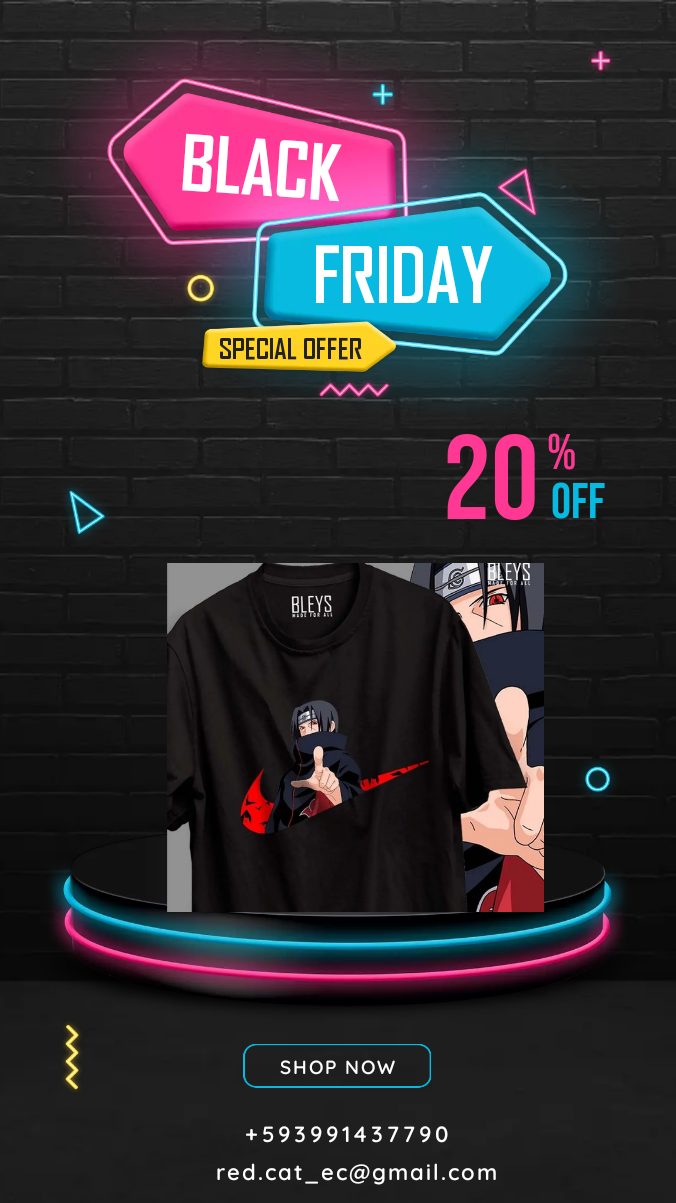 BLACK
FRIDAY
SPECIAL OFFER
20 %
OFF
BLEYS
MADE FOR ALL
BLEYS
MADE FOR ALL
SHOP NOW
+593991437790
red.cat_ec@gmail.com